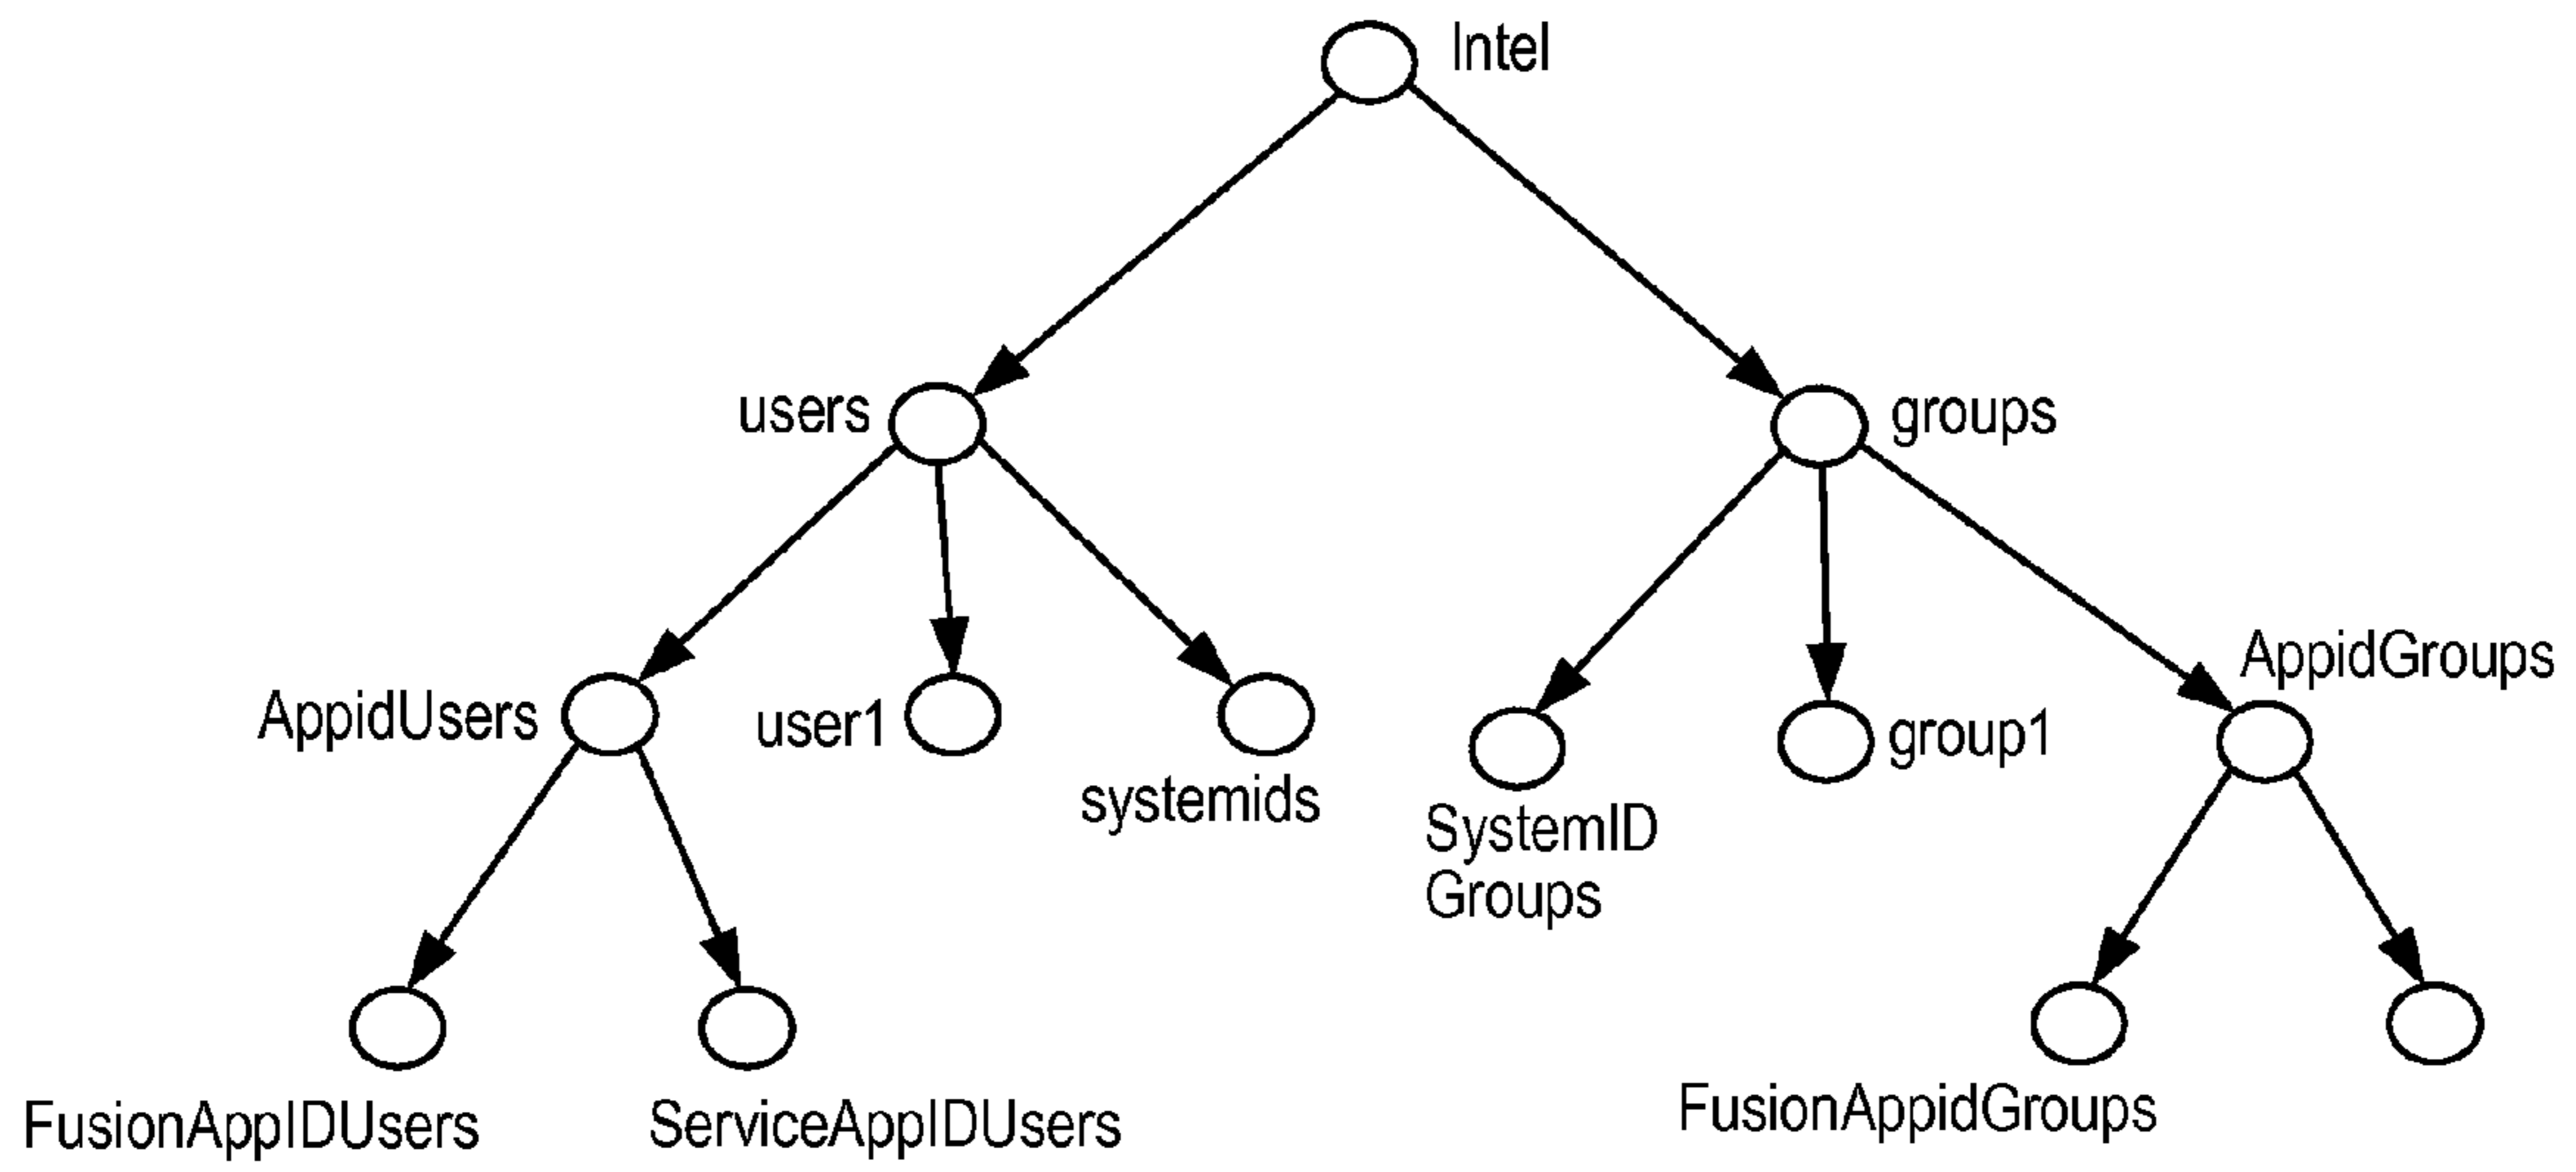 Intel
users
groups
AppidUsers
user1
systemids
SystemID
Groups
group1
AppidGroups
FusionAppIDUsers
ServiceAppIDUsers
FusionAppidGroups